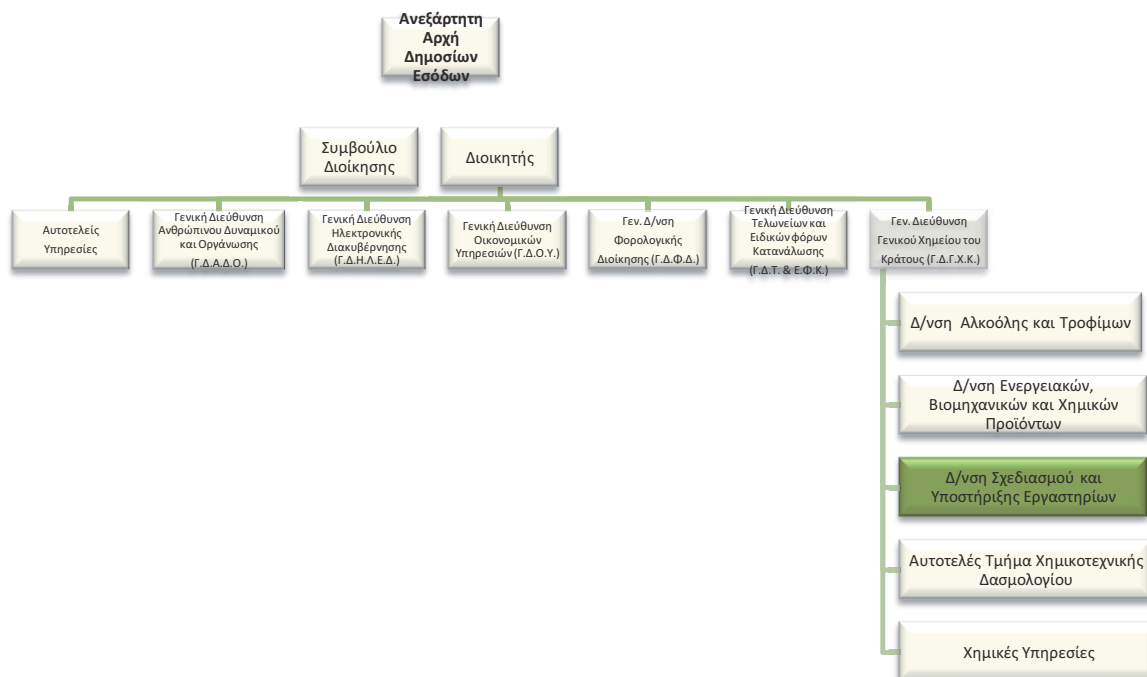 Ανεξάρτητη
Αρχή
Δημοσίων
Εσόδων
Συμβούλιο
Διοίκησης
Διοικητής
Αυτοτελείς
Υπηρεσίες
Γενική Διεύθυνση
Ανθρώπινου Δυναμικού
και Οργάνωσης
(Γ.Δ.Α.Δ.Ο.)
Γενική Διεύθυνση
Ηλεκτρονικής
Διακυβέρνησης
(Γ.Δ.Η.Λ.Ε.Δ.)
Γενική Διεύθυνση
Οικονομικών
Υπηρεσιών (Γ.Δ.Ο.Υ.)
Γεν. Δ/νση
Φορολογικής
Διοίκησης (Γ.Δ.Φ.Δ.)
Γενική Διεύθυνση
Τελωνείων και
Ειδικών φόρων
Κατανάλωσης
(Γ.Δ.Τ. & Ε.Φ.Κ.)
Γεν. Διεύθυνση
Γενικού Χημείου του
Κράτους (Γ.Δ.Γ.Χ.Κ.)
Δ/νση Αλκοόλης και Τροφίμων
Δ/νση Ενεργειακών,
Βιομηχανικών και Χημικών
Προϊόντων
Δ/νση Σχεδιασμού και
Υποστήριξης Εργαστηρίων
Αυτοτελές Τμήμα Χημικοτεχνικής
Δασμολογίου
Χημικές Υπηρεσίες